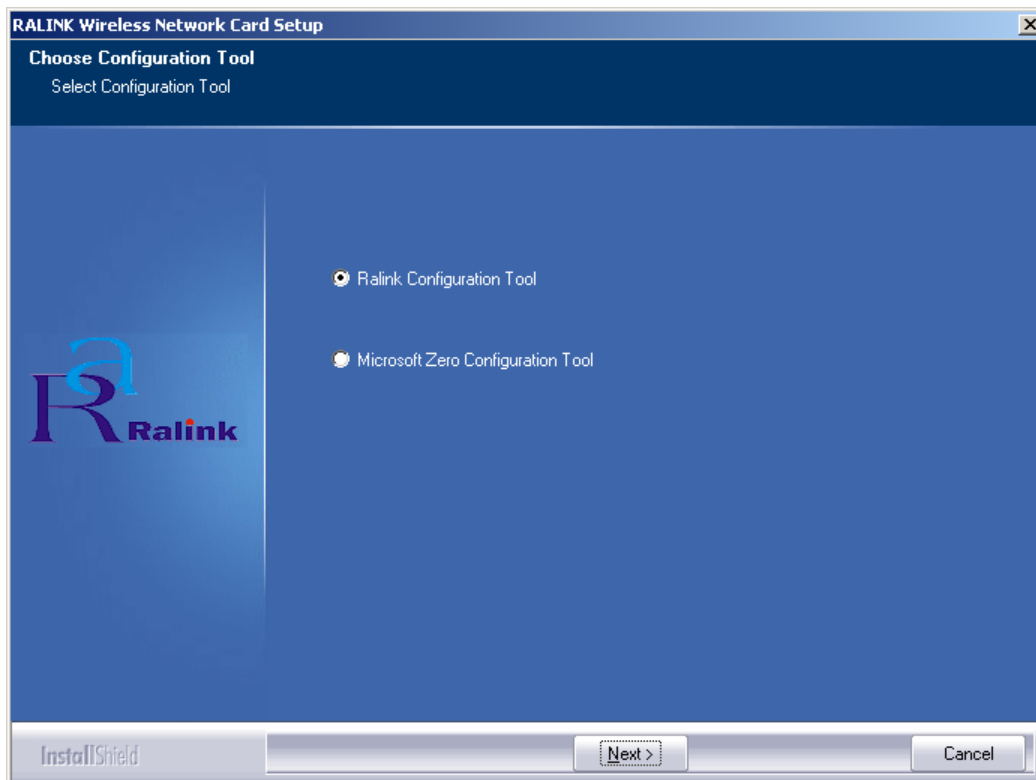 RALINK Wireless Network Card Setup
Choose Configuration Tool
Select Configuration Tool
Ralink Configuration Tool
Microsoft Zero Configuration Tool
Ra Ralink
InstallShield
Next >
Cancel